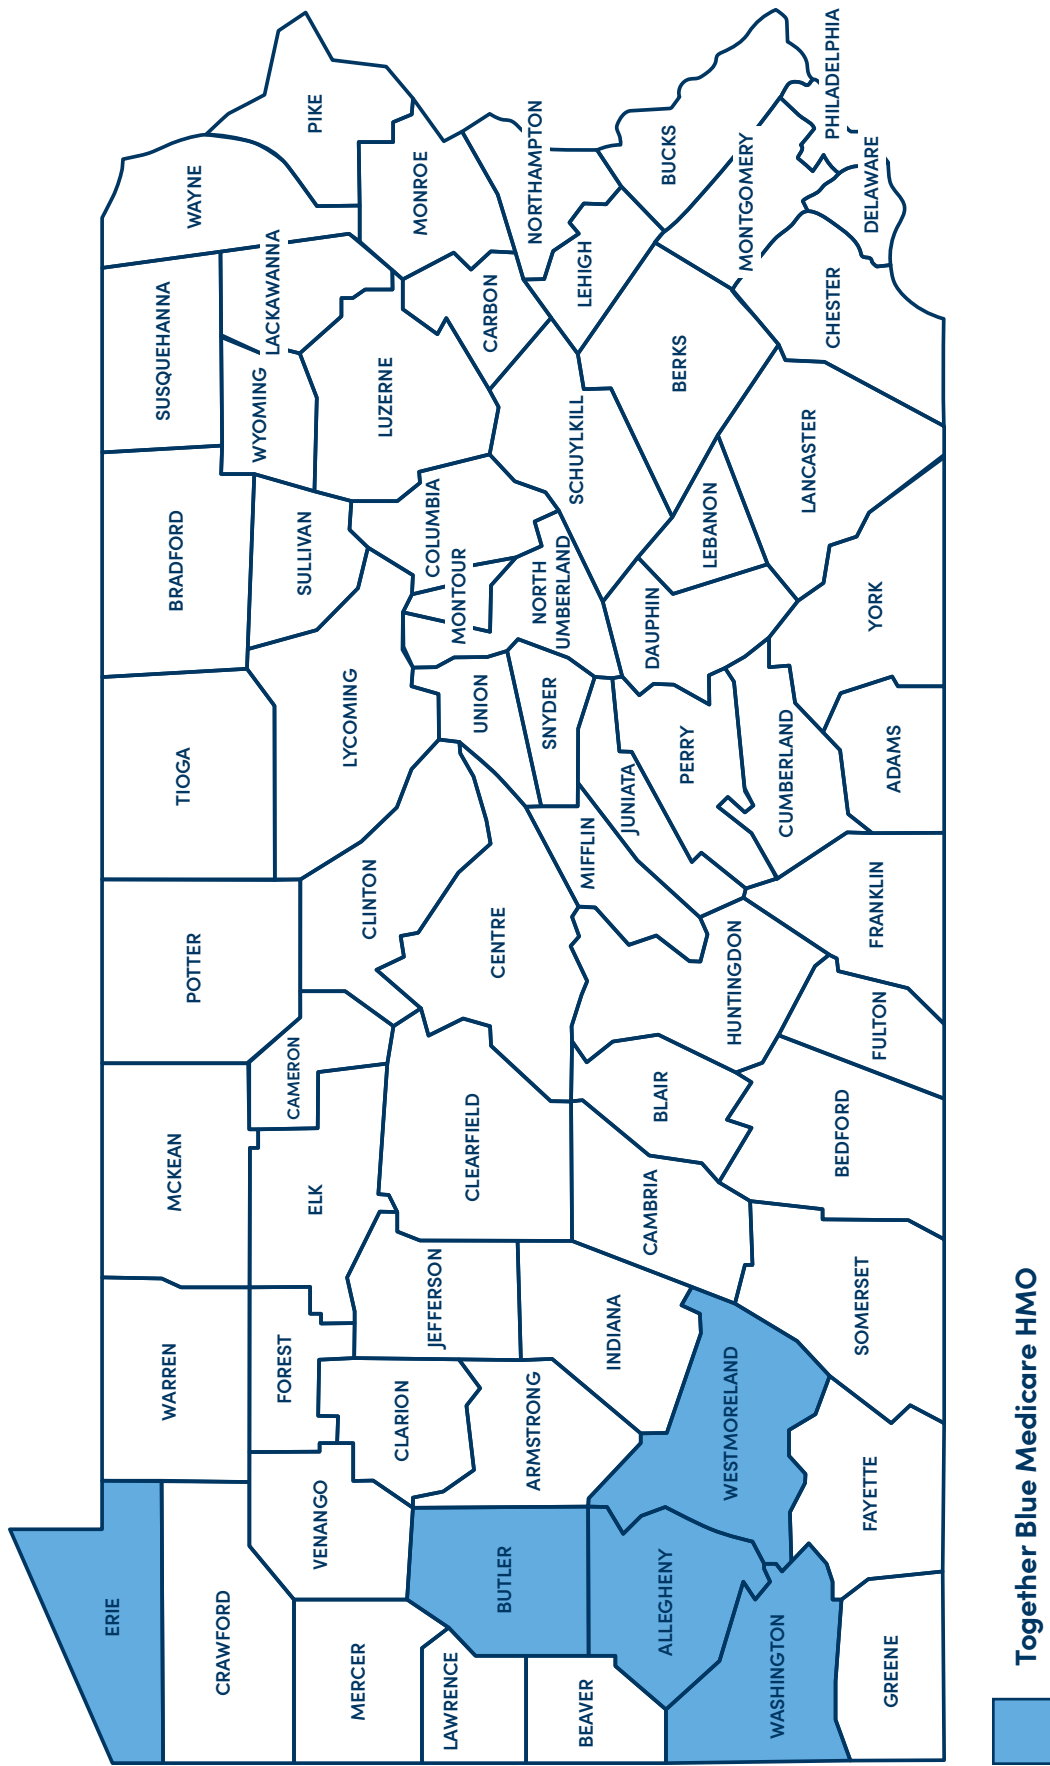 ERIE
CRAWFORD
MERCER
LAWRENCE
BEAVER
WASHINGTON
GREENE
ALLEGHENY
BUTLER
VENANGO
WARREN
FOREST
CLARION
ARMSTRONG
WESTMORELAND
FAYETTE
SOMERSET
INDIANA
JEFFERSON
ELK
MCKEAN
CAMERON
CLEARFIELD
CAMBRIA
BLAIR
BEDFORD
FULTON
HUNTINGDON
CENTRE
CLINTON
POTTER
TIOGA
LYCOMING
UNION
SNYDER
MIFFLIN
JUNIATA
PERRY
CUMBERLAND
FRANKLIN
ADAMS
YORK
DAUPHIN
NORTH
UMBERLAND
MONTOUR
COLUMBIA
SULLIVAN
BRADFORD
SUSQUEHANNA
WYOMING
LACKAWANNA
LUZERNE
SCHUYLKILL
LEBANON
LANCASTER
BERKS
CHESTER
CARBON
LEHIGH
WAYNE
PIKE
MONROE
NORTHAMPTON
BUCKS
MONTGOMERY
PHILADELPHIA
DELAWARE
Together Blue Medicare HMO